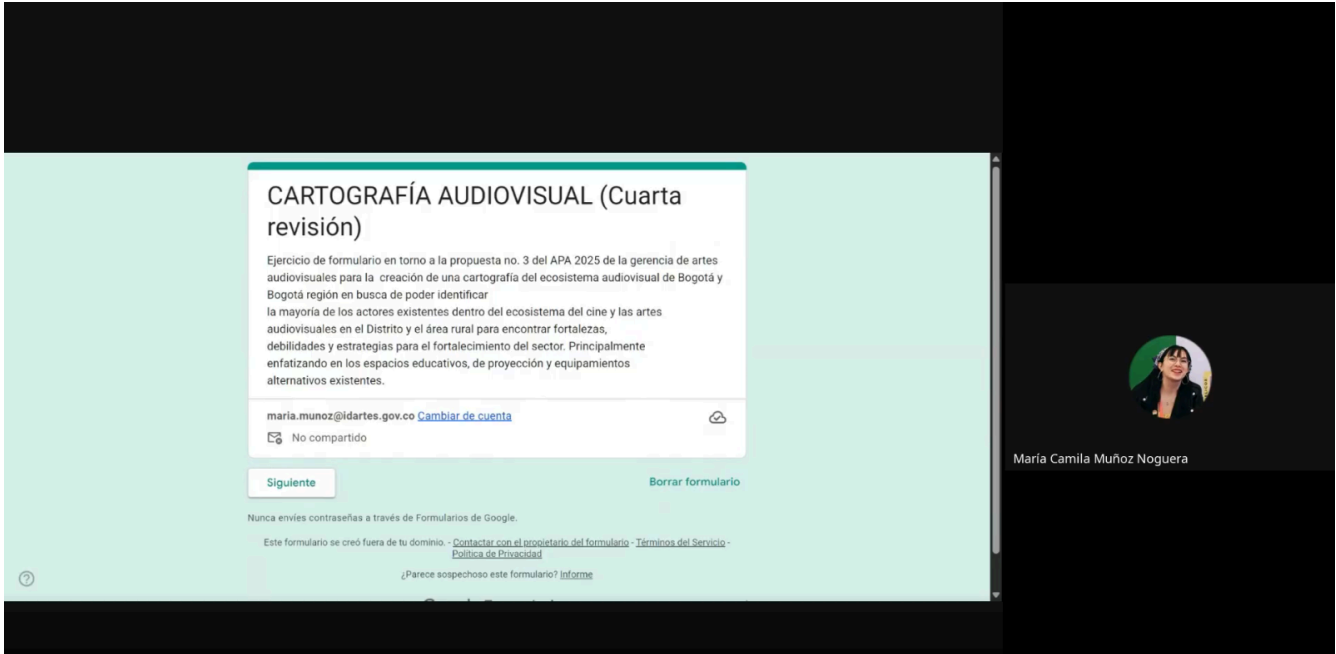 CARTOGRAFÍA AUDIOVISUAL (Cuarta
revisión)
Ejercicio de formulario en torno a la propuesta no. 3 del APA 2025 de la gerencia de artes
audiovisuales para la creación de una cartografía del ecosistema audiovisual de Bogotá y
Bogotá región en busca de poder identificar
la mayoría de los actores existentes dentro del ecosistema del cine y las artes
audiovisuales en el Distrito y el área rural para encontrar fortalezas,
debilidades y estrategias para el fortalecimiento del sector. Principalmente
enfatizando en los espacios educativos, de proyección y equipamientos
alternativos existentes.
maria.munoz@idartes.gov.co Cambiar de cuenta
No compartido
Siguiente Borrar formulario
Nunca envíes contraseñas a través de Formularios de Google.
Este formulario se creó fuera de tu dominio. - Contactar con el propietario del formulario - Términos del Servicio -
Política de Privacidad
¿Parece sospechoso este formulario? Informe
María Camila Muñoz Noguera